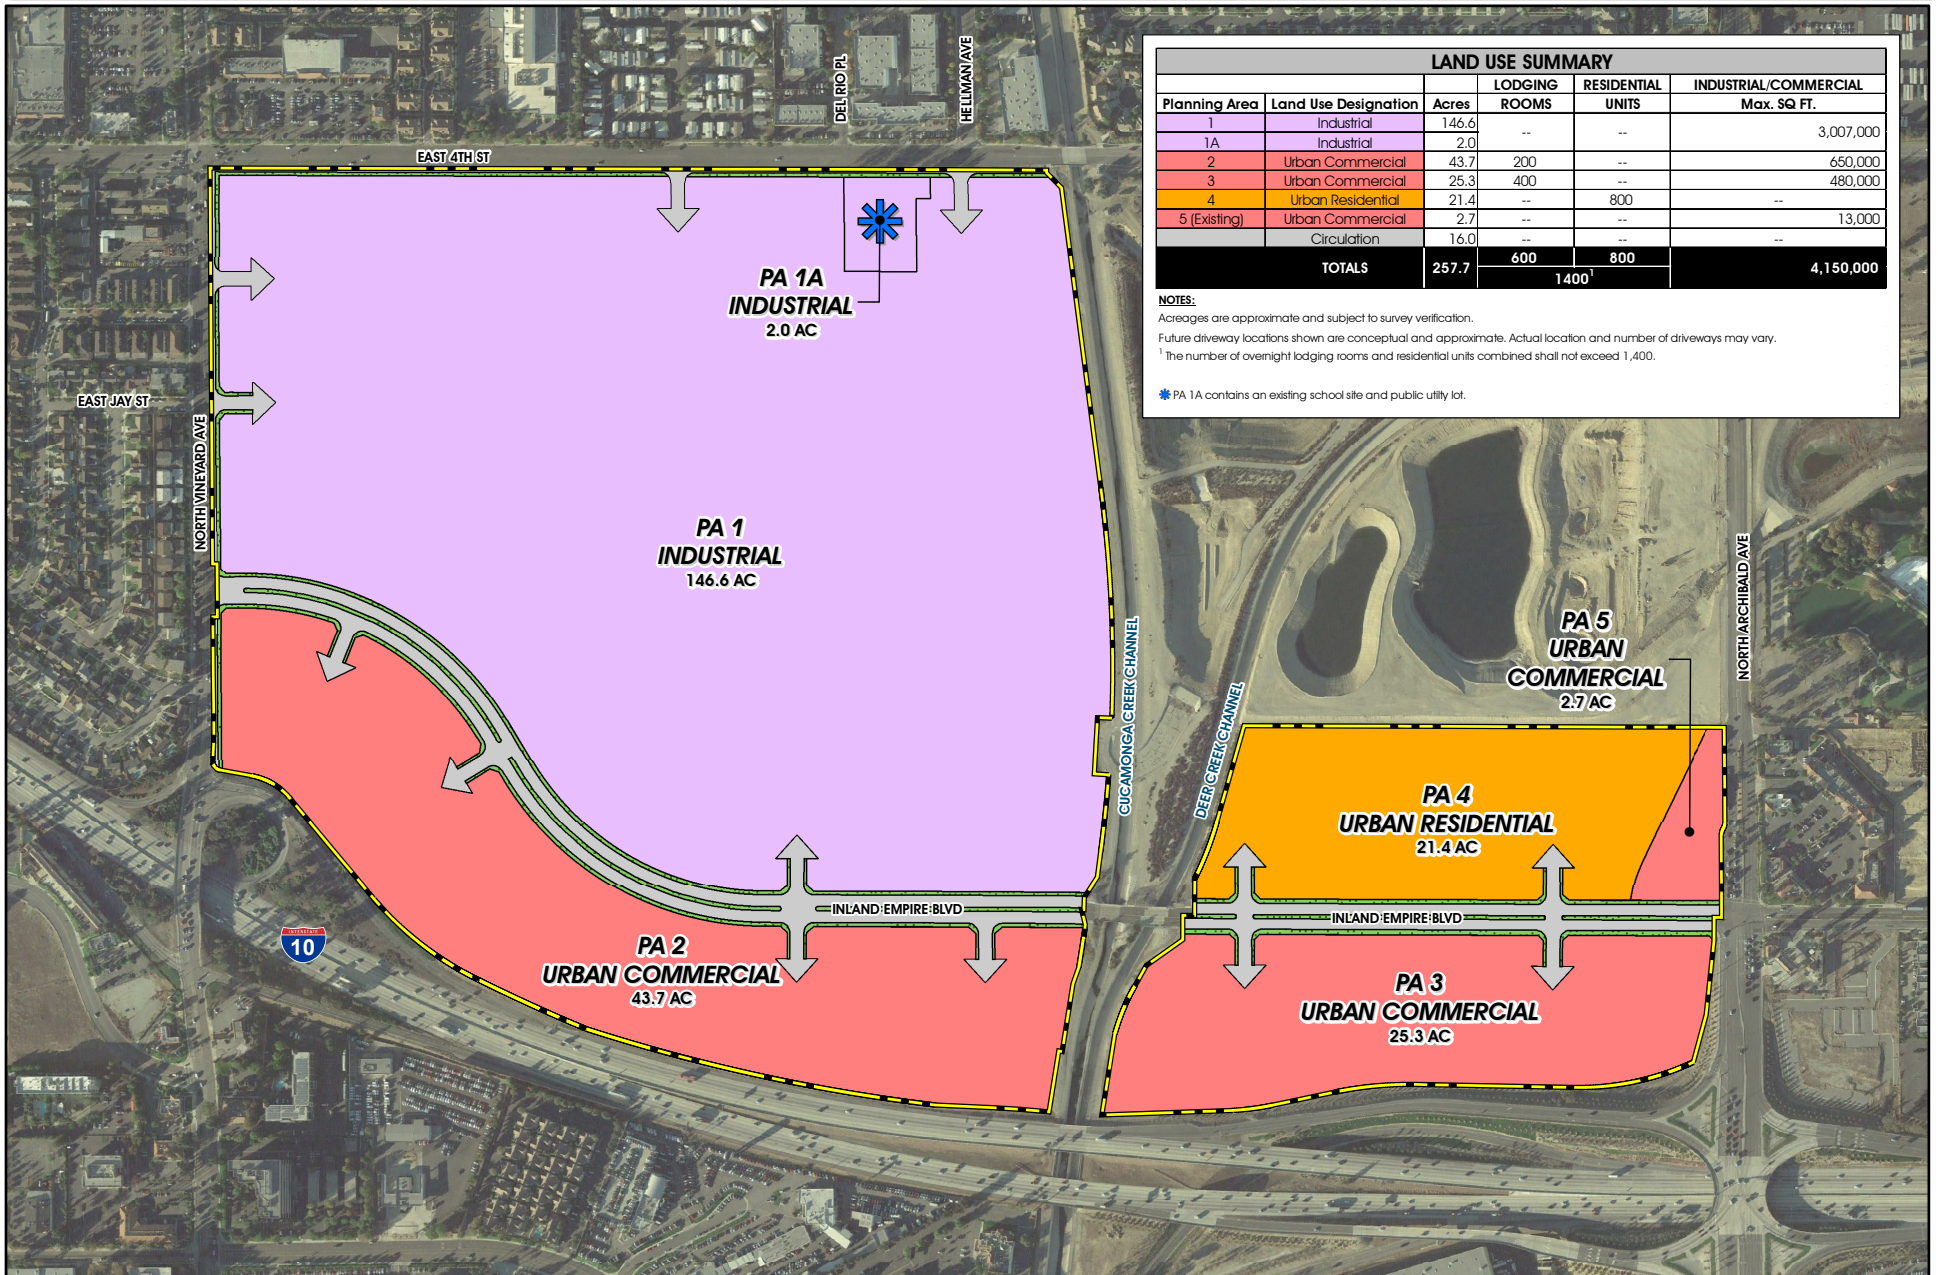 DEL RIO PL
HELLMAN AVE
EAST 4TH ST
LAND USE SUMMARY
LODGING RESIDENTIAL INDUSTRIAL/COMMERCIAL
Planning Area Land Use Designation Acres ROOMS UNITS Max. SQ FT.
1 Industrial 146.6 -- -- 3,007,000
1A Industrial 2.0
2 Urban Commercial 43.7 200 -- 650,000
3 Urban Commercial 25.3 400 -- 480,000
4 Urban Residential 21.4 -- 800 --
5 (Existing) Urban Commercial 2.7 -- -- 13,000
Circulation 16.0 -- -- --
TOTALS 257.7 600 800 4,150,000
1400¹
NOTES:
Acreages are approximate and subject to survey verification.
Future driveway locations shown are conceptual and approximate. Actual location and number of driveways may vary.
¹ The number of overnight lodging rooms and residential units combined shall not exceed 1,400.
PA 1A contains an existing school site and public utilty lot.
PA 1A
INDUSTRIAL
2.0 AC
EAST JAY ST
NORTH VINEYARD AVE
PA 1
INDUSTRIAL
146.6 AC
CUCAMONGA CREEK CHANNEL
DEER CREEK CHANNEL
NORTH ARCHIBALD AVE
PA 5
URBAN
COMMERCIAL
2.7 AC
PA 4
URBAN RESIDENTIAL
21.4 AC
INLAND EMPIRE BLVD
INLAND EMPIRE BLVD
INTERSTATE
10
PA 2
URBAN COMMERCIAL
43.7 AC
PA 3
URBAN COMMERCIAL
25.3 AC